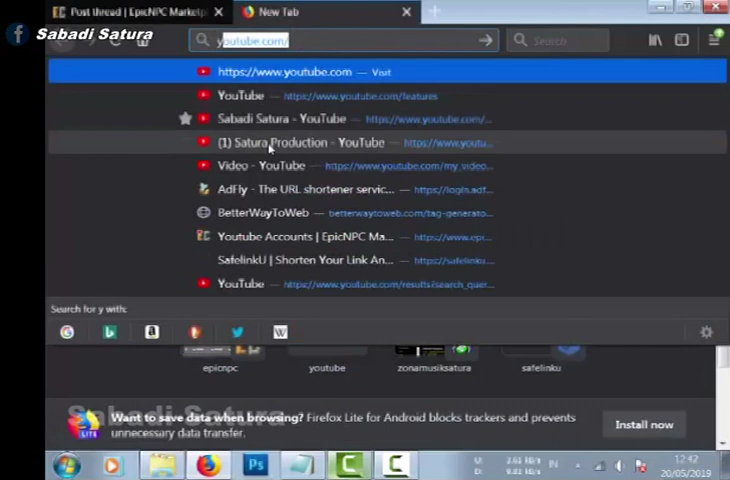 Post thread | EpicNPC Marketp
New Tab
Sabadi Satura
youtube.com/
Search
https://www.youtube.com — Visit
YouTube — https://www.youtube.com/features
Sabadi Satura - YouTube — https://www.youtube.com/...
(1) Satura Production - YouTube — https://www.youtu...
Video - YouTube — https://www.youtube.com/my_video...
AdFly - The URL shortener servic... — https://login.adf...
BetterWayToWeb — betterwaytoweb.com/tag-generato...
Youtube Accounts | EpicNPC Ma... — https://www.epi...
SafelinkU | Shorten Your Link An... — https://safelinku...
YouTube — https://www.youtube.com/results?search_quer...
Search for y with:
epicnpc
youtube
zonamusiksatura
safelinku
Sabadi Satura
Want to save data when browsing? Firefox Lite for Android blocks trackers and prevents
unnecessary data transfer.
Install now
LITE
IN
12:42
20/05/2019